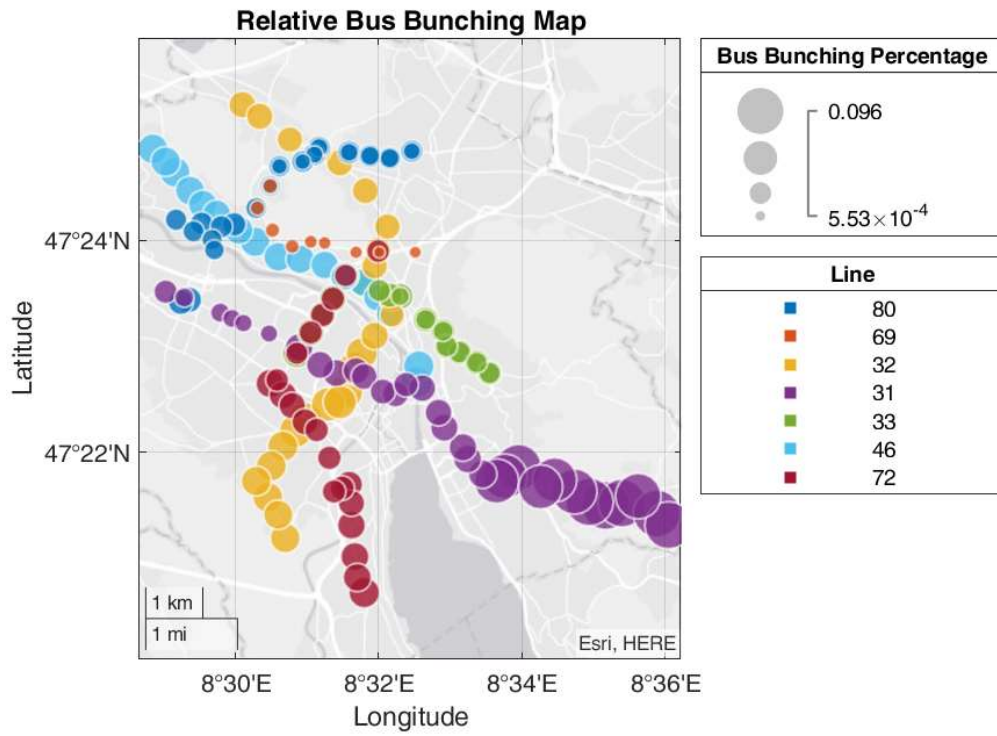 Relative Bus Bunching Map
Latitude
47°24'N
47°22'N
1 km
1 mi
Esri, HERE
8°30'E 8°32'E 8°34'E 8°36'E
Longitude
Bus Bunching Percentage
0.096
5.53×10⁻⁴
Line
80
69
32
31
33
46
72